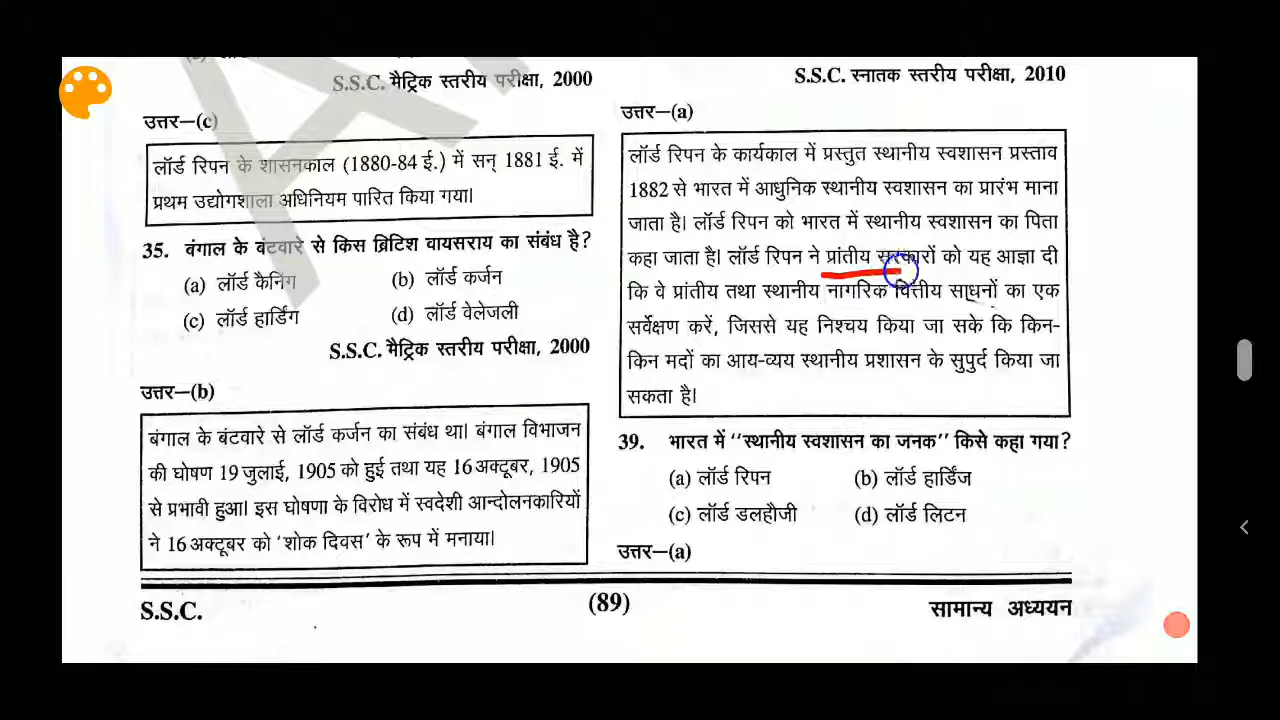 S.S.C. मैट्रिक स्तरीय परीक्षा, 2000
उत्तर–(c)
लॉर्ड रिपन के शासनकाल (1880-84 ई.) में सन् 1881 ई. में
प्रथम उद्योगशाला अधिनियम पारित किया गया।
35. बंगाल के बंटवारे से किस ब्रिटिश वायसराय का संबंध है?
(a) लॉर्ड कैनिंग (b) लॉर्ड कर्जन
(c) लॉर्ड हार्डिंग (d) लॉर्ड वेलेजली
S.S.C. मैट्रिक स्तरीय परीक्षा, 2000
उत्तर–(b)
बंगाल के बंटवारे से लॉर्ड कर्जन का संबंध था। बंगाल विभाजन
की घोषण 19 जुलाई, 1905 को हुई तथा यह 16 अक्टूबर, 1905
से प्रभावी हुआ। इस घोषणा के विरोध में स्वदेशी आन्दोलनकारियों
ने 16 अक्टूबर को ‘शोक दिवस’ के रूप में मनाया।
S.S.C. स्नातक स्तरीय परीक्षा, 2010
उत्तर–(a)
लॉर्ड रिपन के कार्यकाल में प्रस्तुत स्थानीय स्वशासन प्रस्ताव
1882 से भारत में आधुनिक स्थानीय स्वशासन का प्रारंभ माना
जाता है। लॉर्ड रिपन को भारत में स्थानीय स्वशासन का पिता
कहा जाता है। लॉर्ड रिपन ने प्रांतीय सरकारों को यह आज्ञा दी
कि वे प्रांतीय तथा स्थानीय नागरिक वित्तीय साधनों का एक
सर्वेक्षण करें, जिससे यह निश्चय किया जा सके कि किन-
किन मदों का आय-व्यय स्थानीय प्रशासन के सुपुर्द किया जा
सकता है।
39. भारत में “स्थानीय स्वशासन का जनक” किसे कहा गया?
(a) लॉर्ड रिपन (b) लॉर्ड हार्डिंज
(c) लॉर्ड डलहौजी (d) लॉर्ड लिटन
उत्तर–(a)
S.S.C. (89) सामान्य अध्ययन